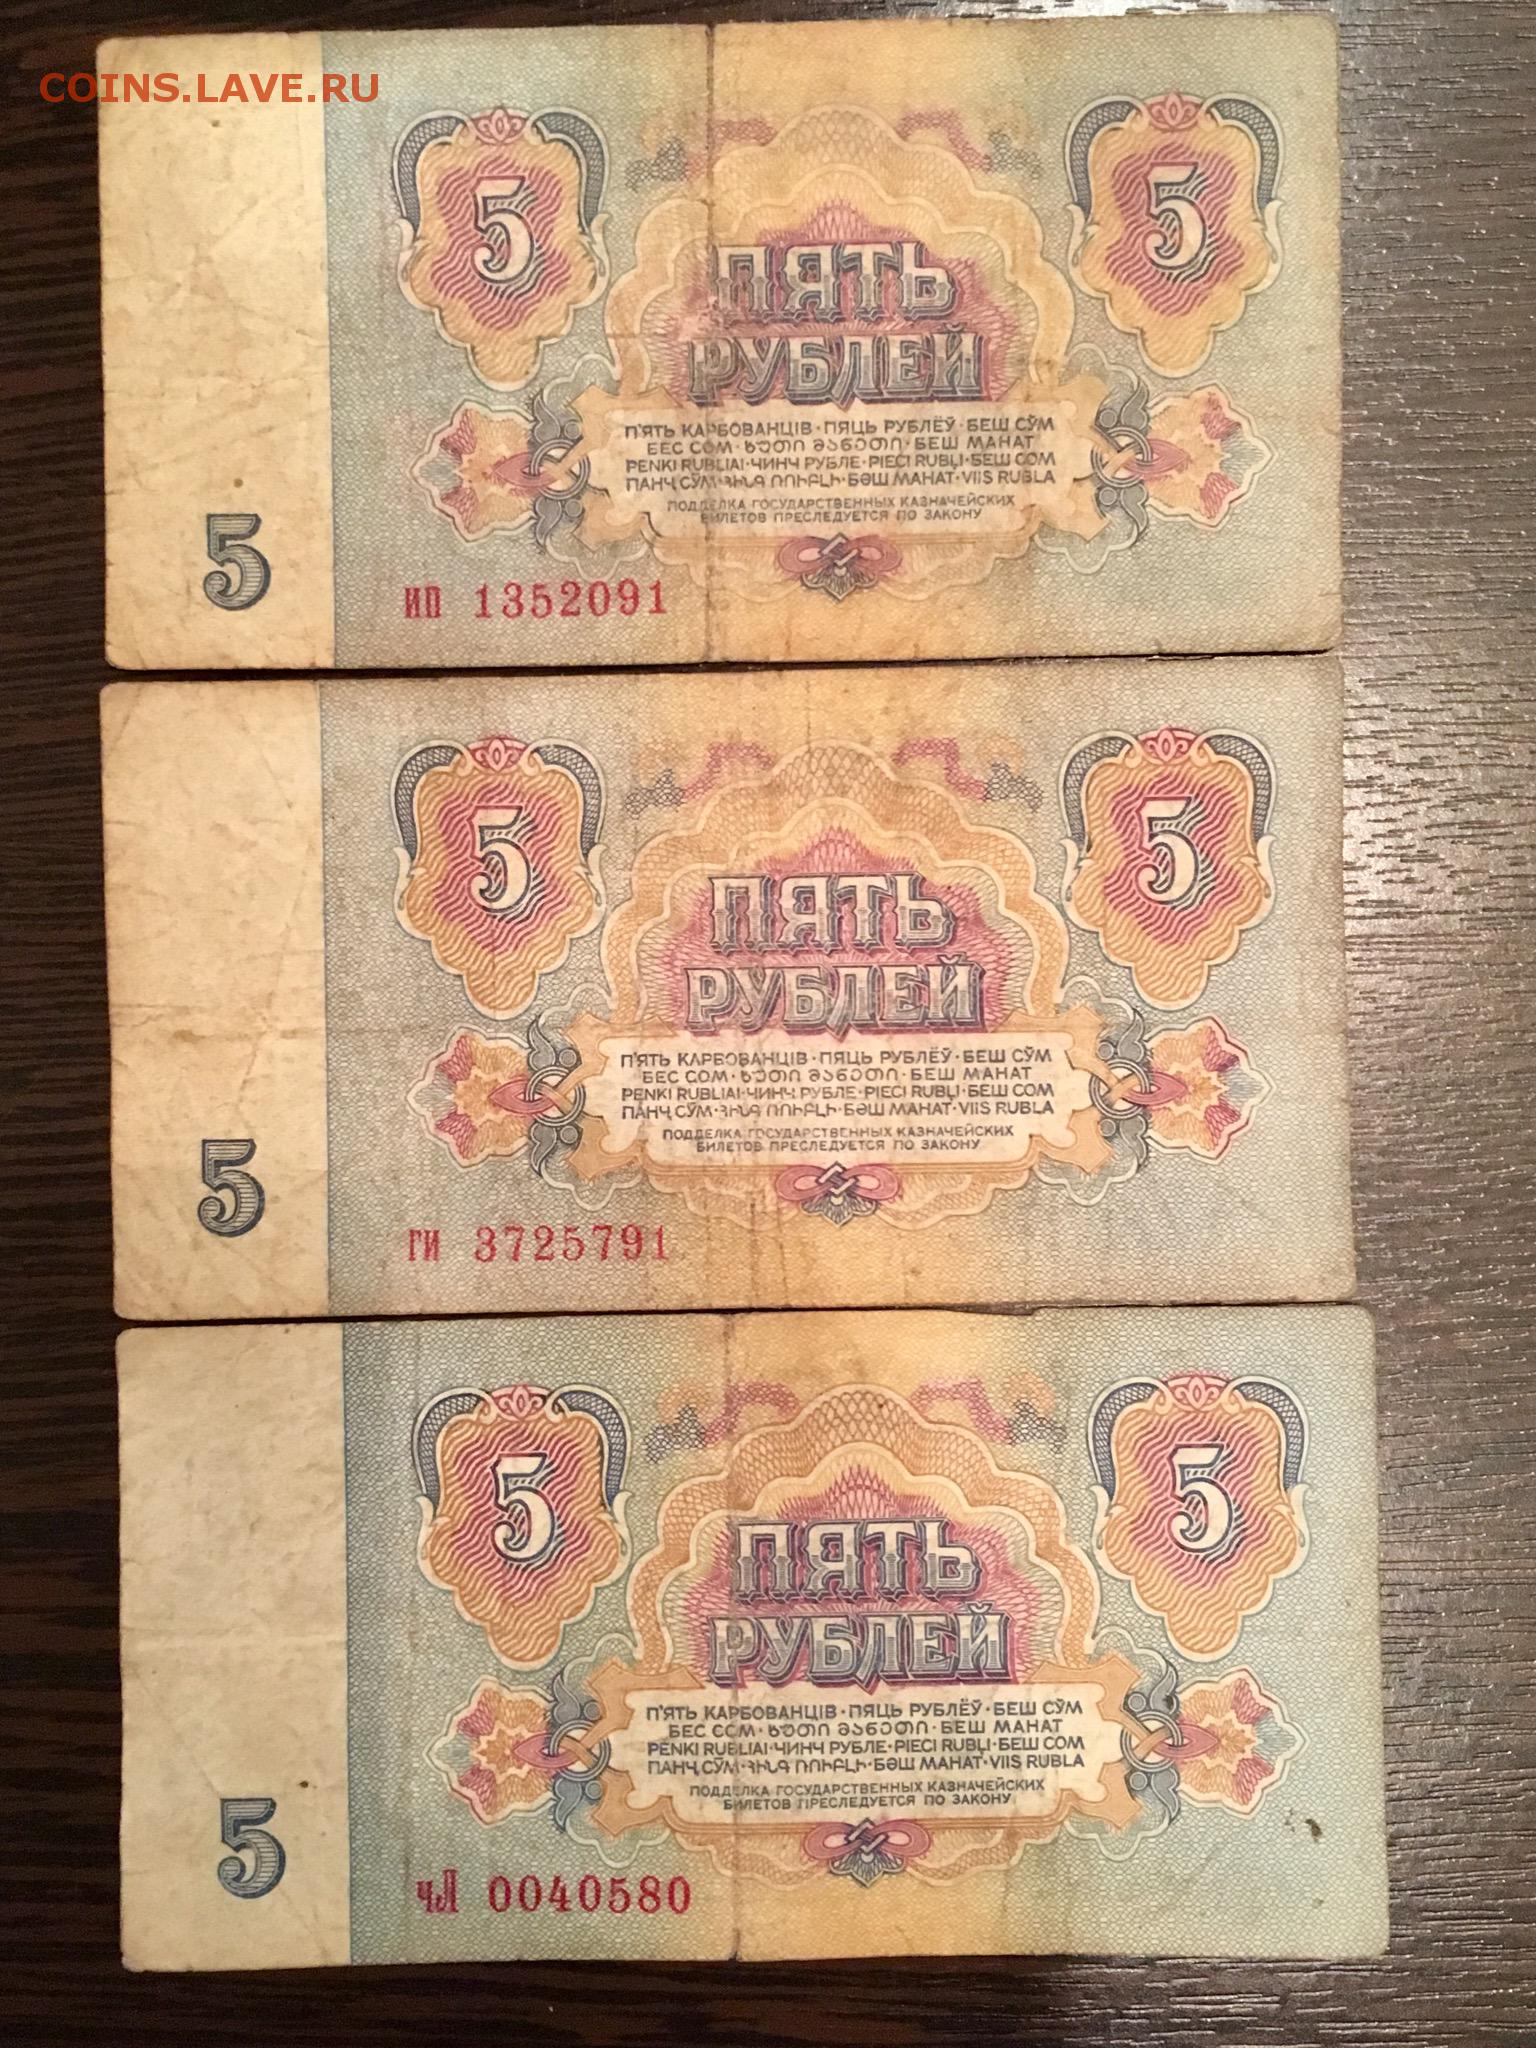 COINS.LAVE.RU
5 5
ПЯТЬ
РУБЛЕЙ
П'ЯТЬ КАРБОВАНЦІВ · ПЯЦЬ РУБЛЁЎ · БЕШ СЎМ
БЕС СОМ · ხუთი მანეთი · БЕШ МАНАТ
PENKI RUBLIAI · ЧИНЧ РУБЛЕ · PIECI RUBĻI · БЕШ СОМ
ПАНҶ СӮМ · ՀԻՆԳ ՌՈՒԲԼԻ · БӘШ МАНАТ · VIIS RUBLA
ПОДДЕЛКА ГОСУДАРСТВЕННЫХ КАЗНАЧЕЙСКИХ
БИЛЕТОВ ПРЕСЛЕДУЕТСЯ ПО ЗАКОНУ
5
ИП 1352091
5 5
ПЯТЬ
РУБЛЕЙ
П'ЯТЬ КАРБОВАНЦІВ · ПЯЦЬ РУБЛЁЎ · БЕШ СЎМ
БЕС СОМ · ხუთი მანეთი · БЕШ МАНАТ
PENKI RUBLIAI · ЧИНЧ РУБЛЕ · PIECI RUBĻI · БЕШ СОМ
ПАНҶ СӮМ · ՀԻՆԳ ՌՈՒԲԼԻ · БӘШ МАНАТ · VIIS RUBLA
ПОДДЕЛКА ГОСУДАРСТВЕННЫХ КАЗНАЧЕЙСКИХ
БИЛЕТОВ ПРЕСЛЕДУЕТСЯ ПО ЗАКОНУ
5
ГИ 3725791
5 5
ПЯТЬ
РУБЛЕЙ
П'ЯТЬ КАРБОВАНЦІВ · ПЯЦЬ РУБЛЁЎ · БЕШ СЎМ
БЕС СОМ · ხუთი მანეთი · БЕШ МАНАТ
PENKI RUBLIAI · ЧИНЧ РУБЛЕ · PIECI RUBĻI · БЕШ СОМ
ПАНҶ СӮМ · ՀԻՆԳ ՌՈՒԲԼԻ · БӘШ МАНАТ · VIIS RUBLA
ПОДДЕЛКА ГОСУДАРСТВЕННЫХ КАЗНАЧЕЙСКИХ
БИЛЕТОВ ПРЕСЛЕДУЕТСЯ ПО ЗАКОНУ
5
чЛ 0040580